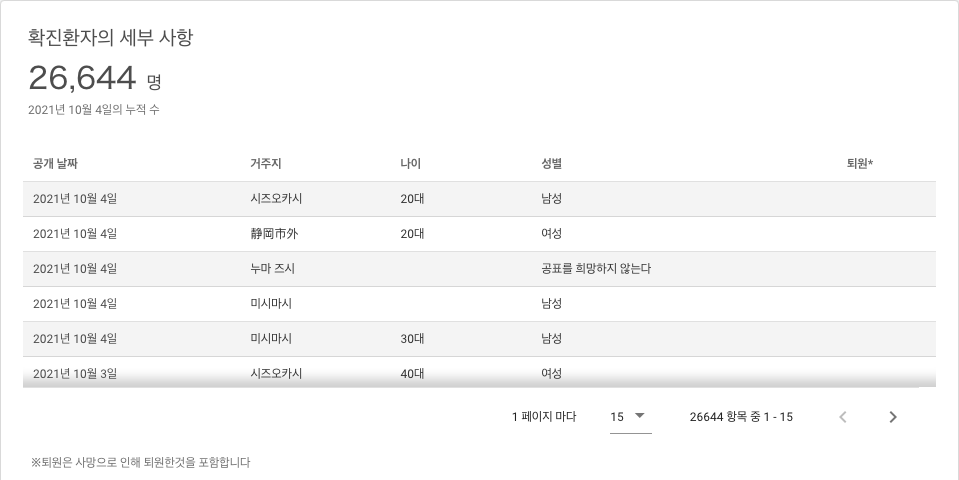 확진환자의 세부 사항
26,644 명
2021년 10월 4일의 누적 수
공개 날짜 거주지 나이 성별 퇴원*
2021년 10월 4일 시즈오카시 20대 남성
2021년 10월 4일 静岡市外 20대 여성
2021년 10월 4일 누마 즈시 공표를 희망하지 않는다
2021년 10월 4일 미시마시 남성
2021년 10월 4일 미시마시 30대 남성
2021년 10월 3일 시즈오카시 40대 여성
1 페이지 마다 15 26644 항목 중 1 - 15
※퇴원은 사망으로 인해 퇴원한것을 포함합니다